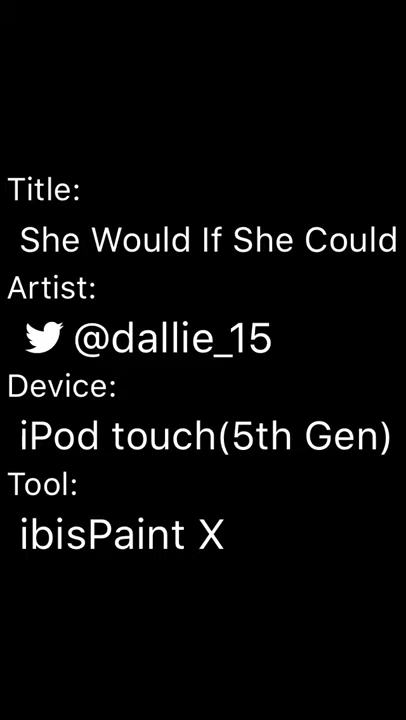 Title:
She Would If She Could
Artist:
@dallie_15
Device:
iPod touch(5th Gen)
Tool:
ibisPaint X